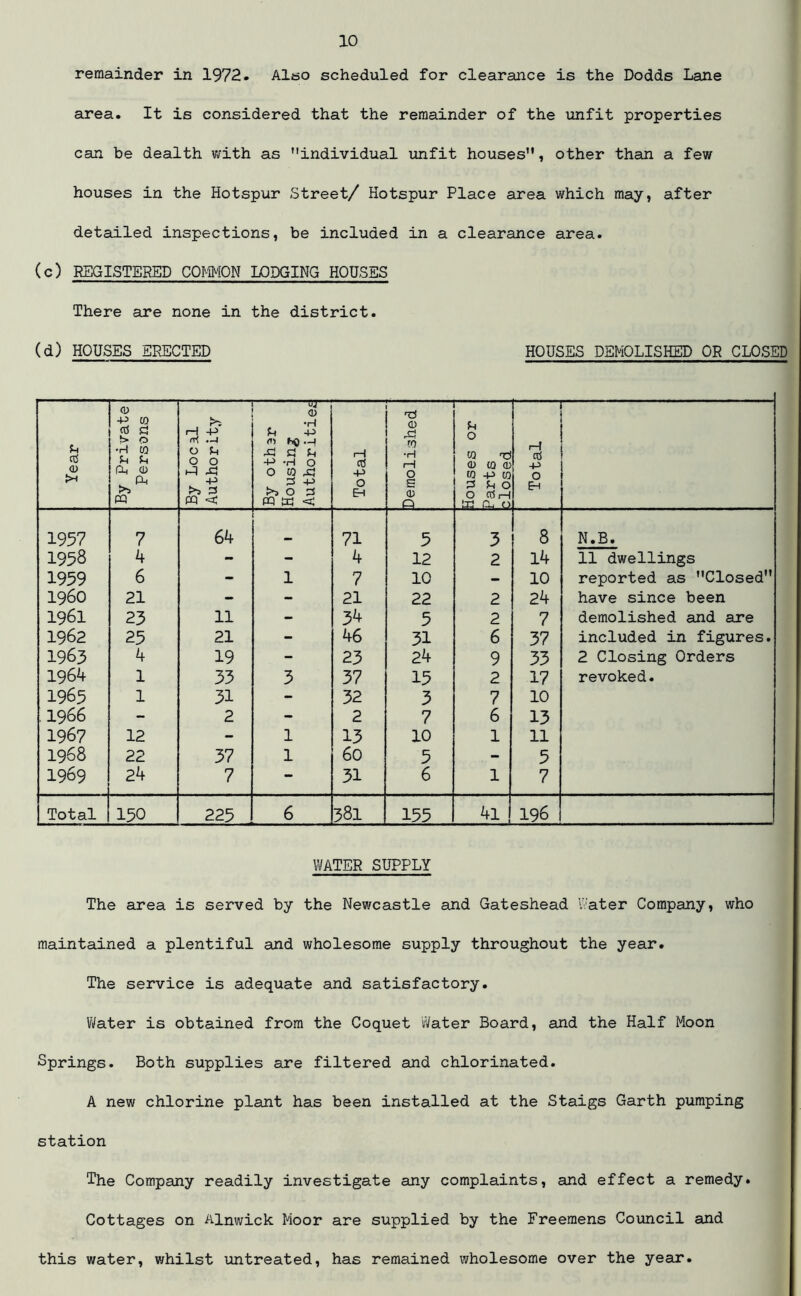 10
remainder in 1972. Also scheduled for clearance is the Dodds Lane
area. It is considered that the remainder of the unfit properties
can be dealth with as "individual unfit houses", other than a few
houses in the Hotspur Street/ Hotspur Place area which may, after
detailed inspections, be included in a clearance area.
(c) REGISTERED COMMON LODGING HOUSES
There are none in the district.
(d) HOUSES ERECTED HOUSES DEMOLISHED OR CLOSED
Year | By Private Persons | By Local Authority | By other Housing Authorities | Total | Demolished | Houses or Parts closed | Total
1957 7 64 - 71 5 3 8 N.B.
1958 4 - - 4 12 2 14 11 dwellings
1959 6 - 1 7 10 - 10 reported as "Closed"
1960 21 - - 21 22 2 24 have since been
1961 23 11 - 34 5 2 7 demolished and are
1962 25 21 - 46 31 6 37 included in figures.
1963 4 19 - 23 24 9 33 2 Closing Orders
1964 1 33 3 37 15 2 17 revoked.
1965 1 31 - 32 3 7 10
1966 - 2 - 2 7 6 13
1967 12 - 1 13 10 1 11
1968 22 37 1 60 5 - 5
1969 24 7 - 31 6 1 7
Total 150 225 6 381 155 41 196
WATER SUPPLY
The area is served by the Newcastle and Gateshead Water Company, who
maintained a plentiful and wholesome supply throughout the year.
The service is adequate and satisfactory.
Water is obtained from the Coquet Water Board, and the Half Moon
Springs. Both supplies are filtered and chlorinated.
A new chlorine plant has been installed at the Staigs Garth pumping
station
The Company readily investigate any complaints, and effect a remedy.
Cottages on Alnwick Moor are supplied by the Freemens Council and
this water, whilst untreated, has remained wholesome over the year.